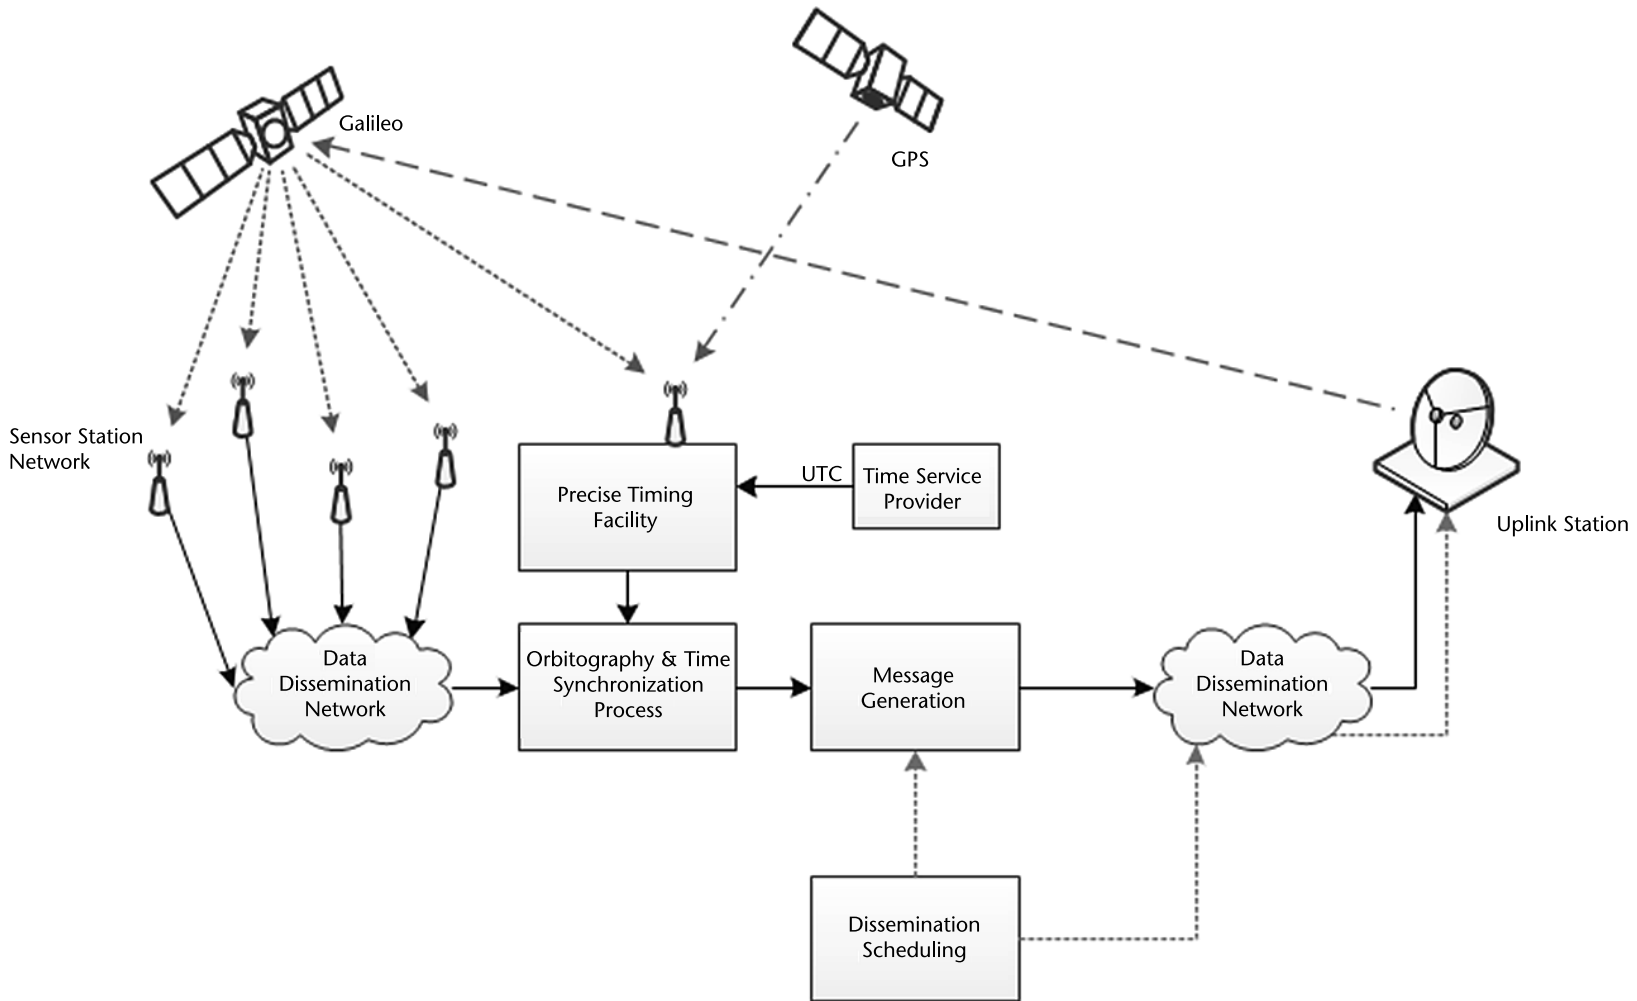 Galileo
GPS
Sensor Station
Network
UTC
Time Service
Provider
Precise Timing
Facility
Uplink Station
Data
Dissemination
Network
Orbitography & Time
Synchronization
Process
Message
Generation
Data
Dissemination
Network
Dissemination
Scheduling